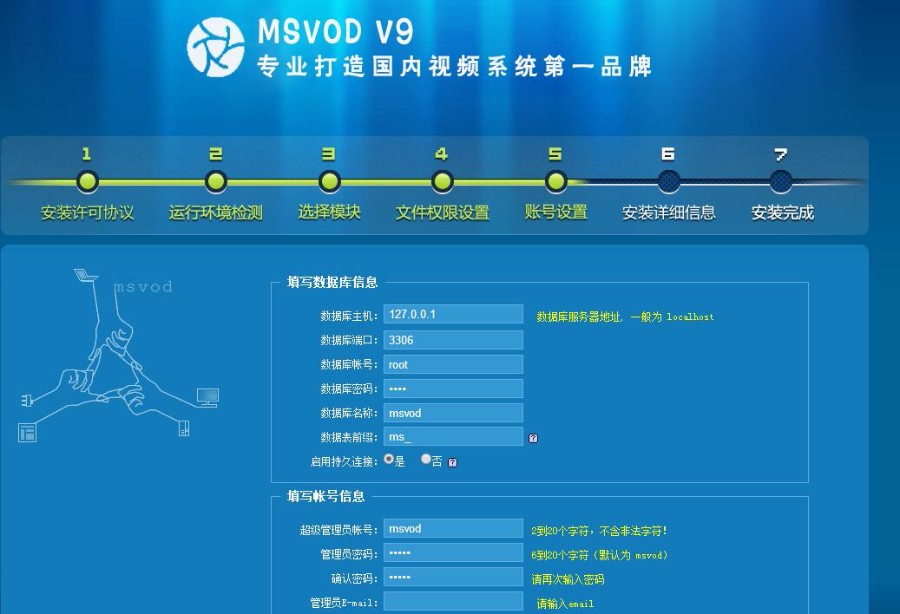 MSVOD V9
专业打造国内视频系统第一品牌
1 2 3 4 5 6 7
安装许可协议 运行环境检测 选择模块 文件权限设置 账号设置 安装详细信息 安装完成
msvod
填写数据库信息
数据库主机: 127.0.0.1 数据库服务器地址, 一般为 localhost
数据库端口: 3306
数据库帐号: root
数据库密码: ••••
数据库名称: msvod
数据表前缀: ms_ ?
启用持久连接: 是 否 ?
填写帐号信息
超级管理员帐号: msvod 2到20个字符，不含非法字符!
管理员密码: ••••• 6到20个字符（默认为 msvod）
确认密码: ••••• 请再次输入密码
管理员E-mail: 请输入email